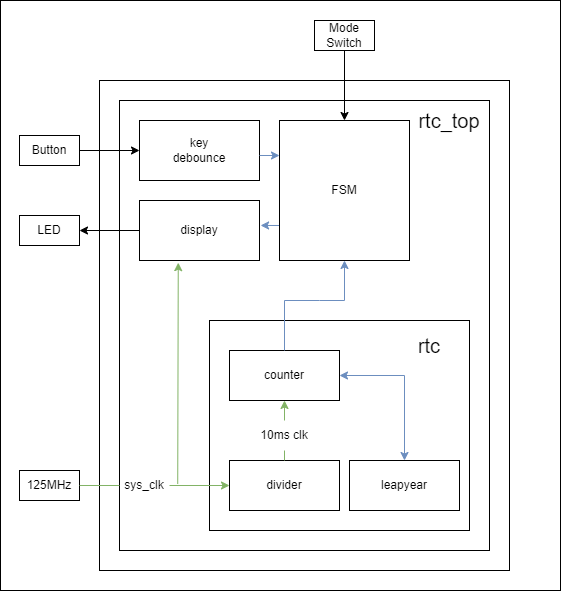 Mode
Switch
rtc_top
Button
key
debounce
FSM
LED
display
rtc
counter
10ms clk
125MHz
sys_clk
divider
leapyear